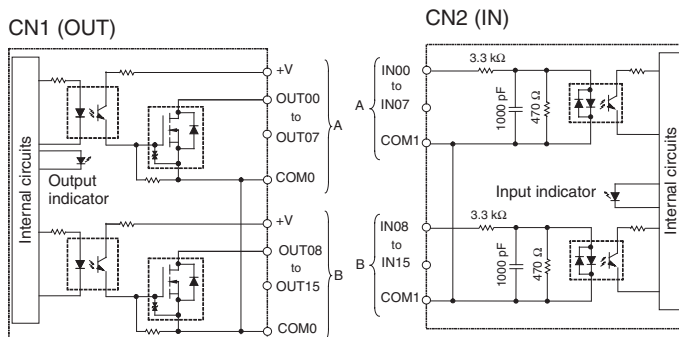 CN1 (OUT)
Internal circuits
+V
OUT00
to
OUT07
COM0
A
Output
indicator
Internal circuits
+V
OUT08
to
OUT15
COM0
B
CN2 (IN)
A
IN00
to
IN07
COM1
3.3 kΩ
1000 pF
470 Ω
Input indicator
Internal circuits
B
IN08
to
IN15
COM1
3.3 kΩ
1000 pF
470 Ω